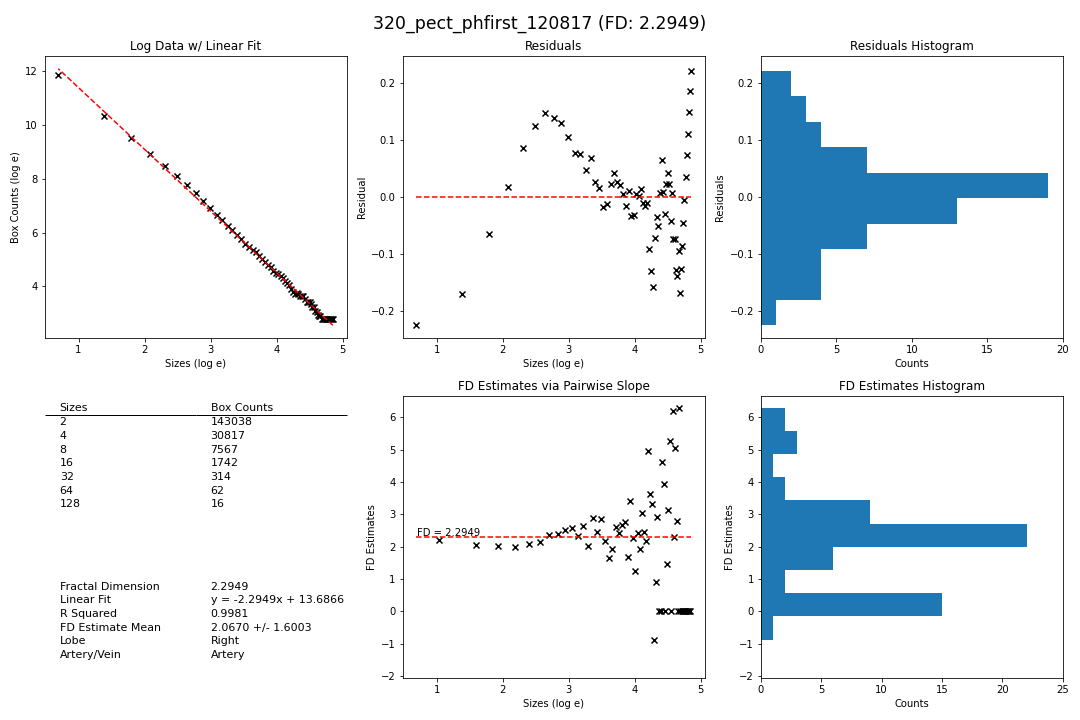 320_pect_phfirst_120817 (FD: 2.2949)
Log Data w/ Linear Fit
Box Counts (log e)
12
10
8
6
4
1 2 3 4 5
Sizes (log e)
Residuals
Residual
0.2
0.1
0.0
−0.1
−0.2
1 2 3 4 5
Sizes (log e)
Residuals Histogram
Residuals
0.2
0.1
0.0
−0.1
−0.2
0 5 10 15 20
Counts
Sizes Box Counts
2 143038
4 30817
8 7567
16 1742
32 314
64 62
128 16
Fractal Dimension 2.2949
Linear Fit y = -2.2949x + 13.6866
R Squared 0.9981
FD Estimate Mean 2.0670 +/- 1.6003
Lobe Right
Artery/Vein Artery
FD Estimates via Pairwise Slope
FD Estimates
6
5
4
3
2
1
0
−1
−2
FD = 2.2949
1 2 3 4 5
Sizes (log e)
FD Estimates Histogram
FD Estimates
6
5
4
3
2
1
0
−1
−2
0 5 10 15 20 25
Counts